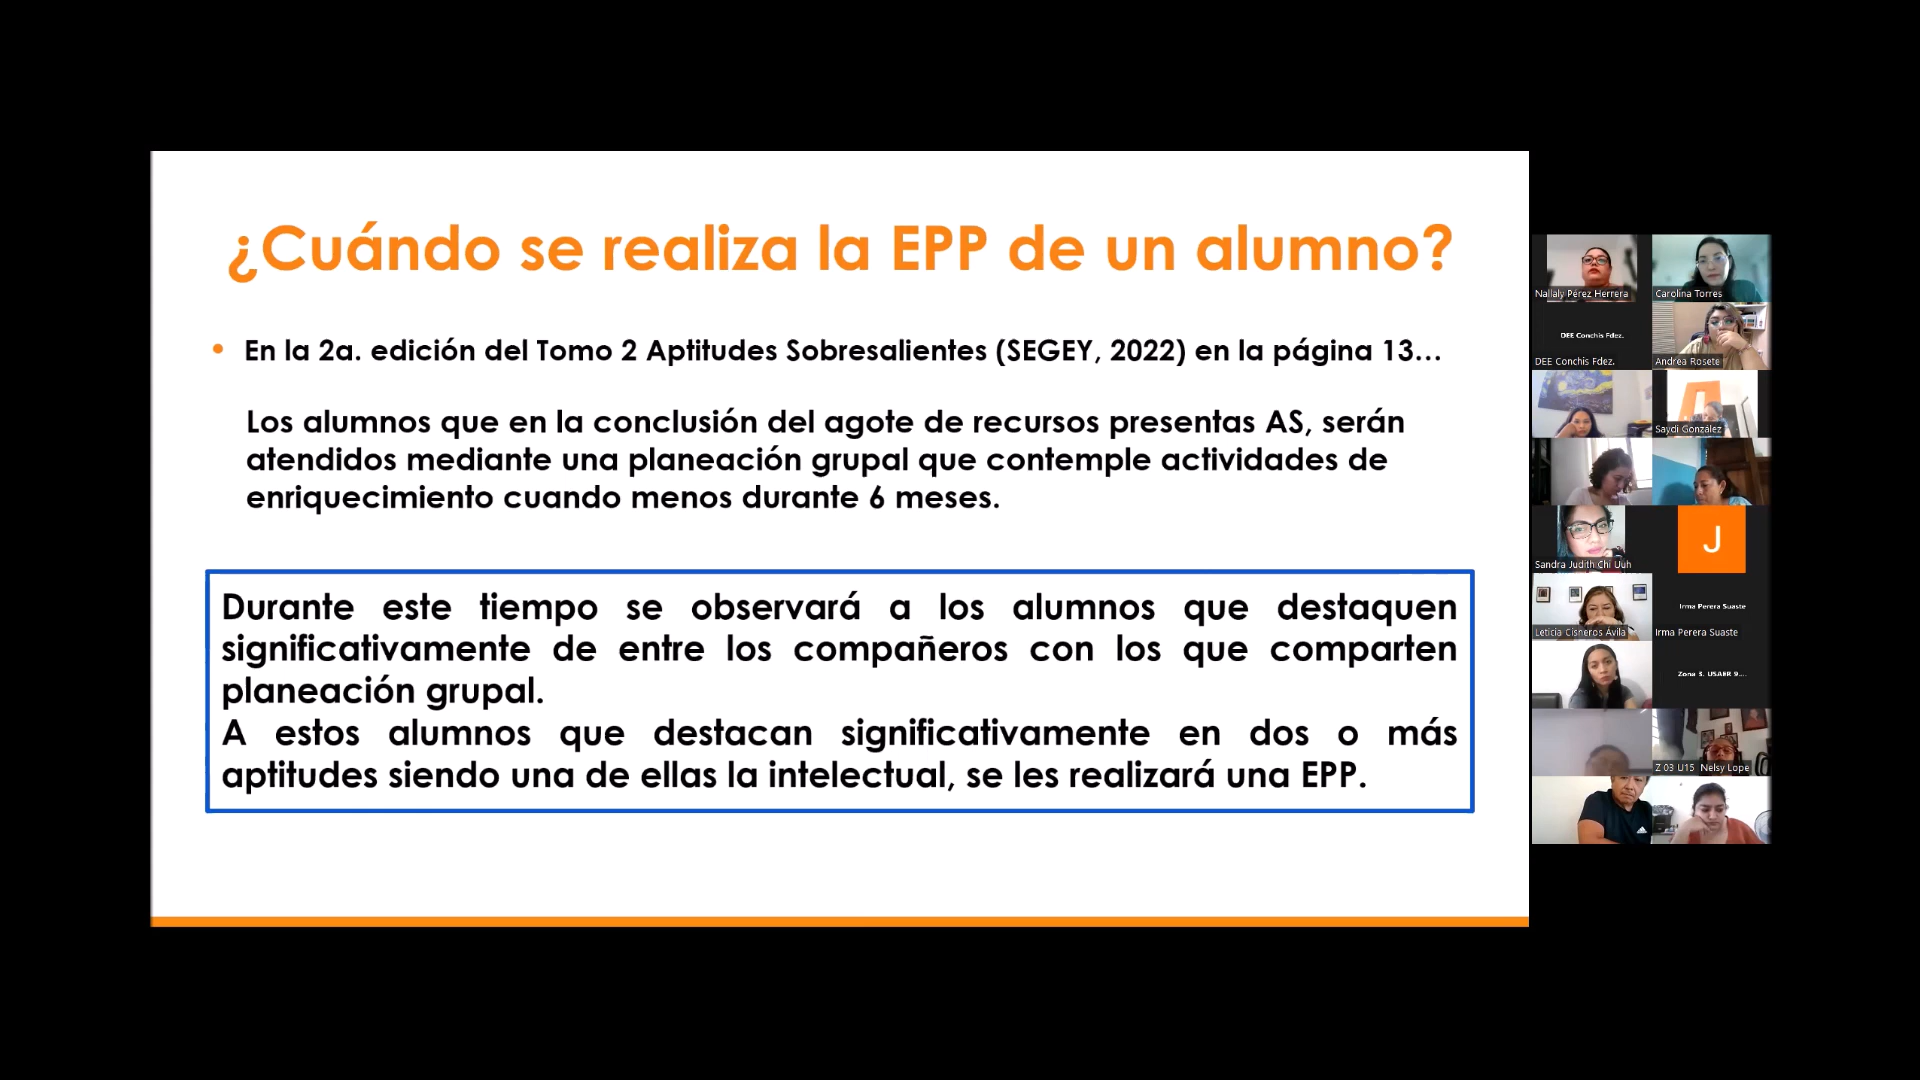 ¿Cuándo se realiza la EPP de un alumno?
• En la 2a. edición del Tomo 2 Aptitudes Sobresalientes (SEGEY, 2022) en la página 13...
Los alumnos que en la conclusión del agote de recursos presentas AS, serán
atendidos mediante una planeación grupal que contemple actividades de
enriquecimiento cuando menos durante 6 meses.
Durante este tiempo se observará a los alumnos que destaquen
significativamente de entre los compañeros con los que comparten
planeación grupal.
A estos alumnos que destacan significativamente en dos o más
aptitudes siendo una de ellas la intelectual, se les realizará una EPP.
Nallaly Pérez Herrera
Carolina Torres
DEE Conchis Fdez.
DEE Conchis Fdez.
Andrea Rosete
Saydi González
Sandra Judith Chi Uuh
J
Leticia Cisneros Ávila
Irma Perera Suaste
Irma Perera Suaste
Zona 3. USAER 9....
Z 03 U15 Nelsy Lope